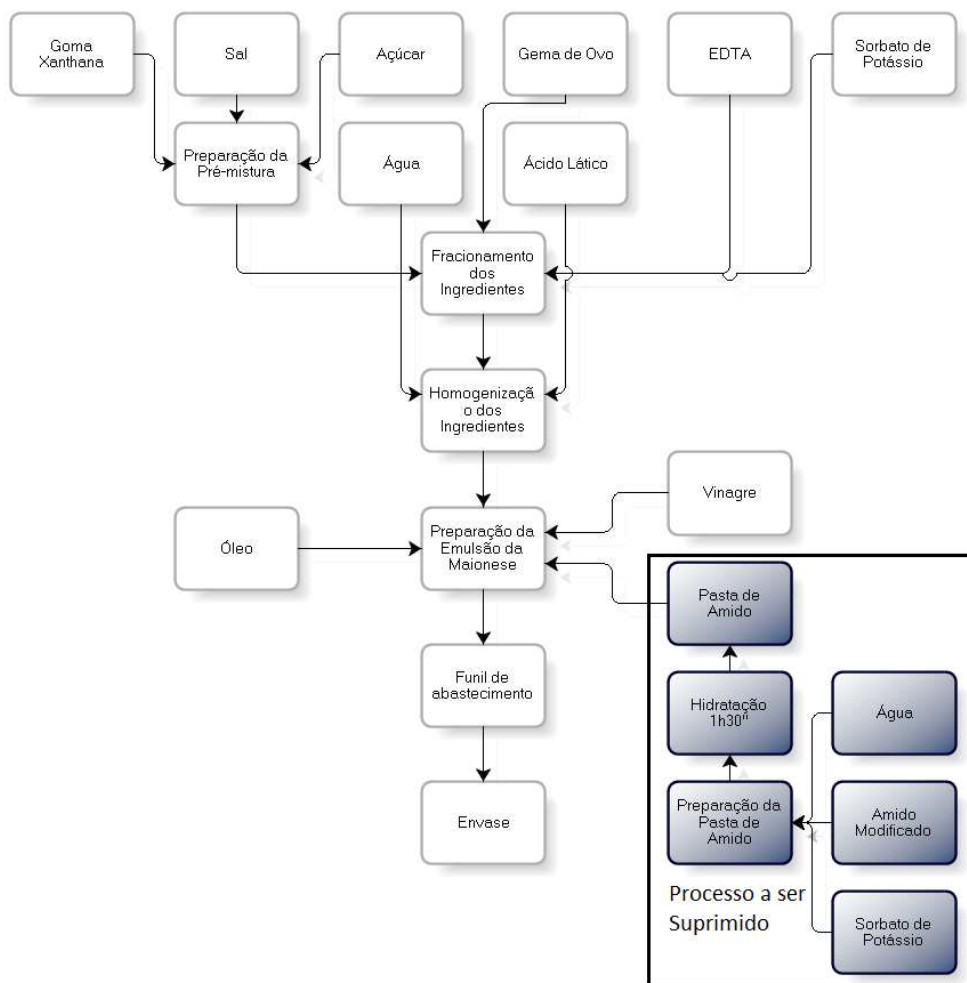 Goma
Xanthana
Sal
Açúcar
Gema de Ovo
EDTA
Sorbato de
Potássio
Preparação da
Pré-mistura
Água
Ácido Lático
Fracionamento
dos
Ingredientes
Homogenizaçã
o dos
Ingredientes
Óleo
Preparação da
Emulsão da
Maionese
Vinagre
Pasta de
Amido
Funil de
abastecimento
Hidratação
1h30"
Água
Envase
Preparação da
Pasta de
Amido
Amido
Modificado
Processo a ser
Suprimido
Sorbato de
Potássio